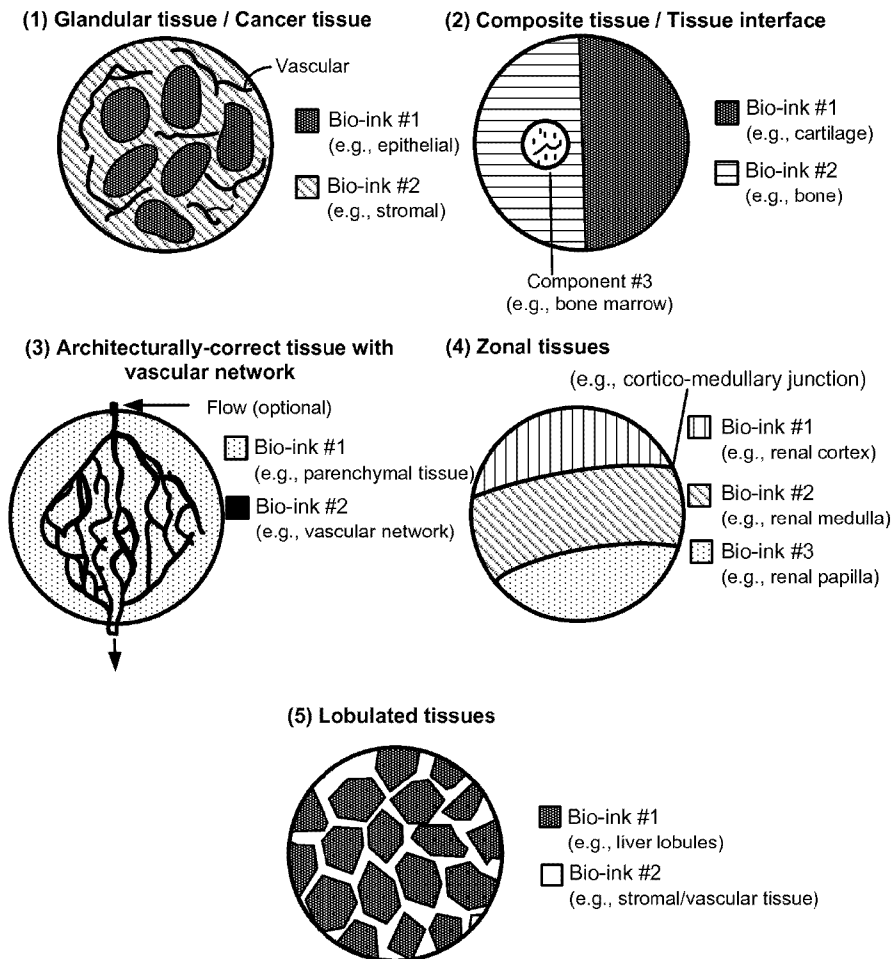 (1) Glandular tissue / Cancer tissue
Vascular
Bio-ink #1
(e.g., epithelial)
Bio-ink #2
(e.g., stromal)
(2) Composite tissue / Tissue interface
Bio-ink #1
(e.g., cartilage)
Bio-ink #2
(e.g., bone)
Component #3
(e.g., bone marrow)
(3) Architecturally-correct tissue with
vascular network
Flow (optional)
Bio-ink #1
(e.g., parenchymal tissue)
Bio-ink #2
(e.g., vascular network)
(4) Zonal tissues
(e.g., cortico-medullary junction)
Bio-ink #1
(e.g., renal cortex)
Bio-ink #2
(e.g., renal medulla)
Bio-ink #3
(e.g., renal papilla)
(5) Lobulated tissues
Bio-ink #1
(e.g., liver lobules)
Bio-ink #2
(e.g., stromal/vascular tissue)